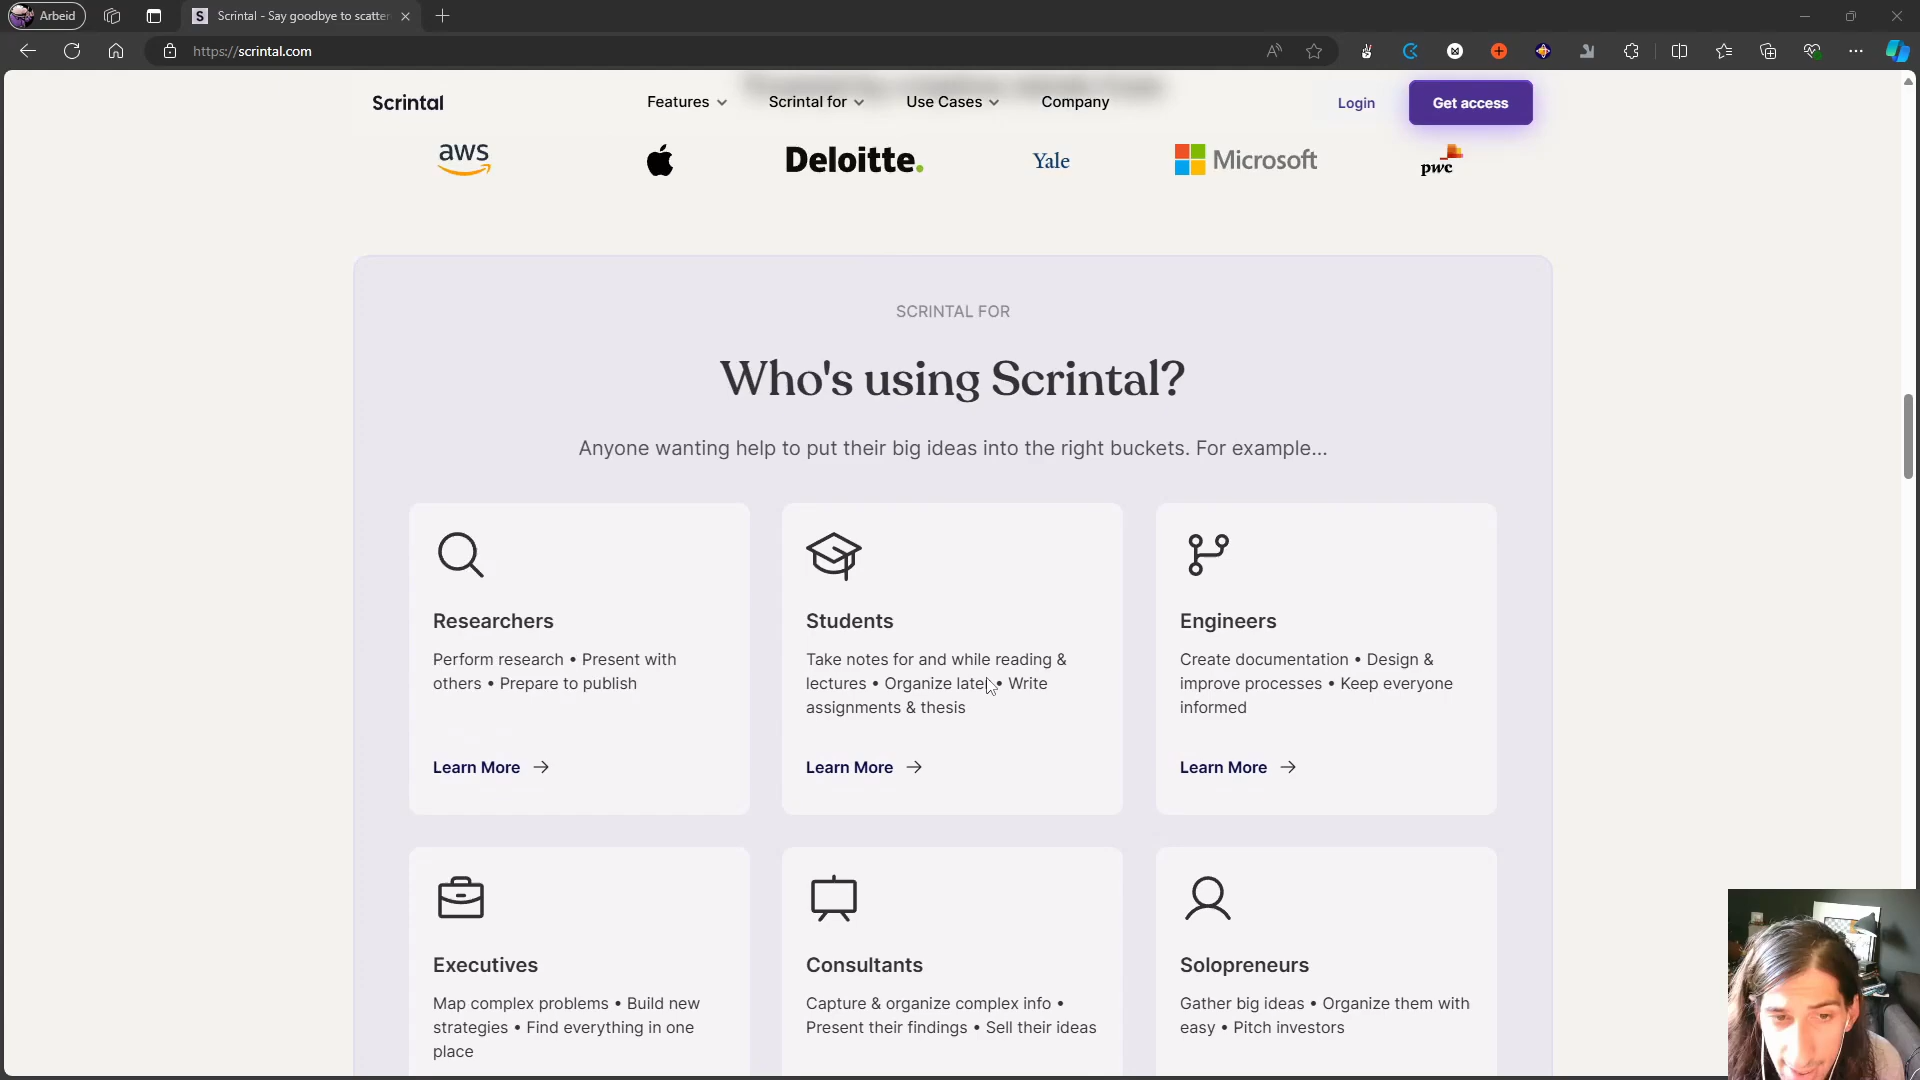 Arbeid
S Scrintal - Say goodbye to scatter
https://scrintal.com
Scrintal
Features
Scrintal for
Use Cases
Company
Login
Get access
aws
Deloitte.
Yale
Microsoft
pwc
SCRINTAL FOR
Who's using Scrintal?
Anyone wanting help to put their big ideas into the right buckets. For example...
Researchers
Perform research • Present with
others • Prepare to publish
Learn More
Students
Take notes for and while reading &
lectures • Organize later • Write
assignments & thesis
Learn More
Engineers
Create documentation • Design &
improve processes • Keep everyone
informed
Learn More
Executives
Map complex problems • Build new
strategies • Find everything in one
place
Consultants
Capture & organize complex info •
Present their findings • Sell their ideas
Solopreneurs
Gather big ideas • Organize them with
easy • Pitch investors